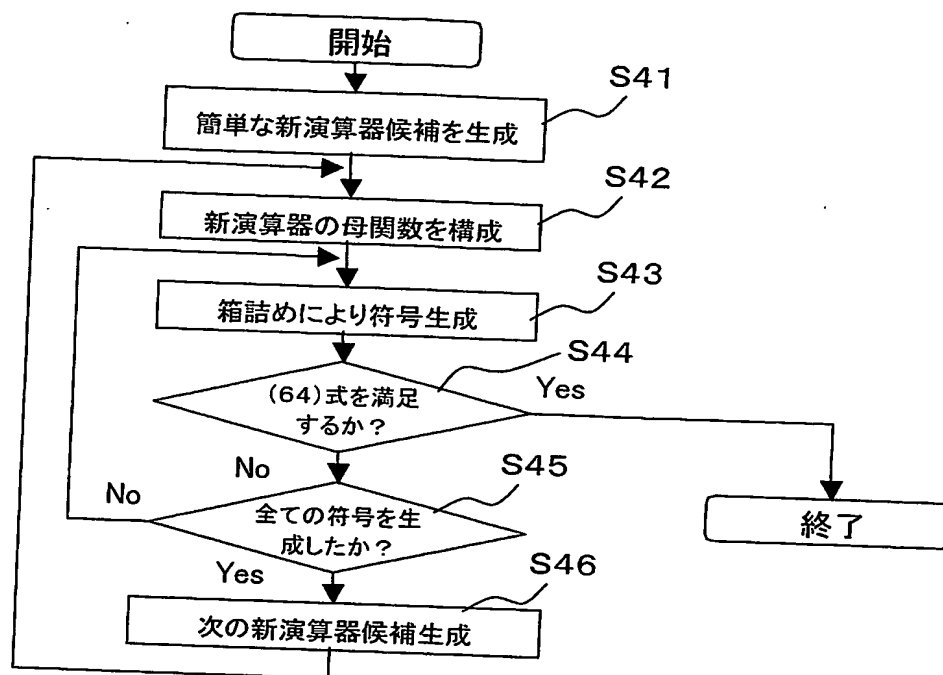 開始
簡単な新演算器候補を生成
S41
新演算器の母関数を構成
S42
箱詰めにより符号生成
S43
(64)式を満足
するか?
S44
Yes
No
全ての符号を生
成したか?
S45
No
Yes
終了
次の新演算器候補生成
S46